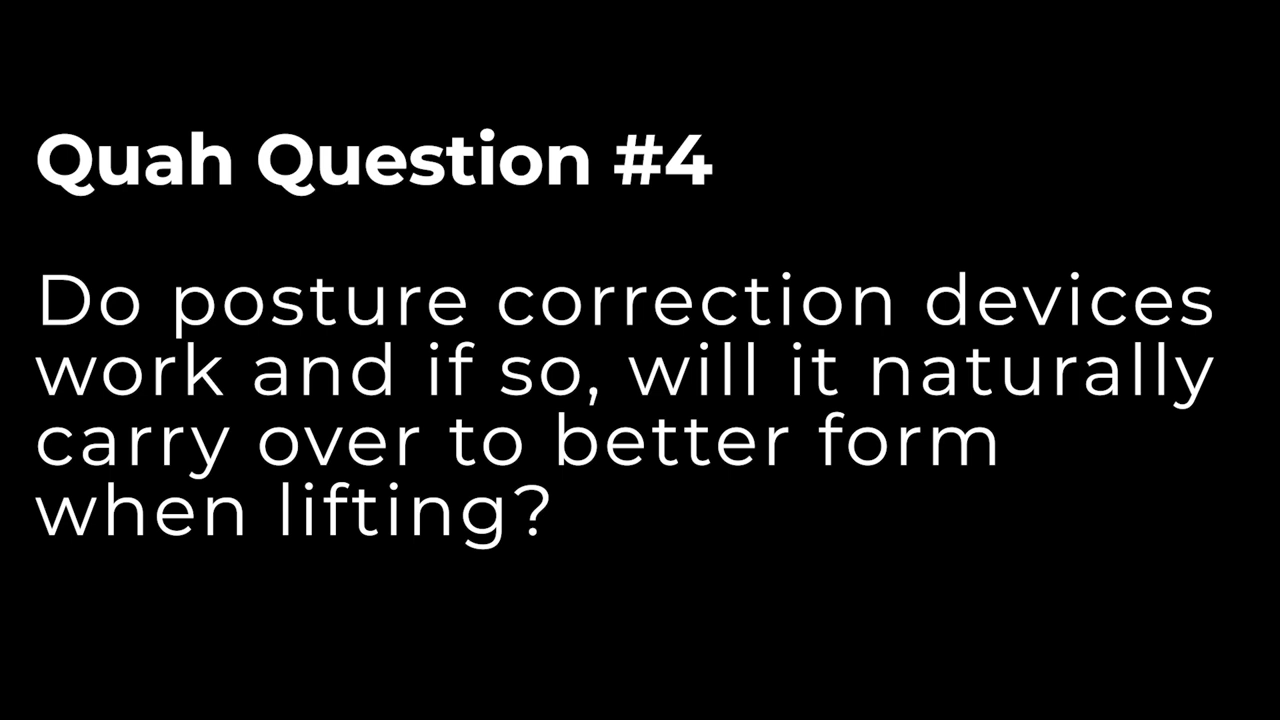 Quah Question #4
Do posture correction devices
work and if so, will it naturally
carry over to better form
when lifting?